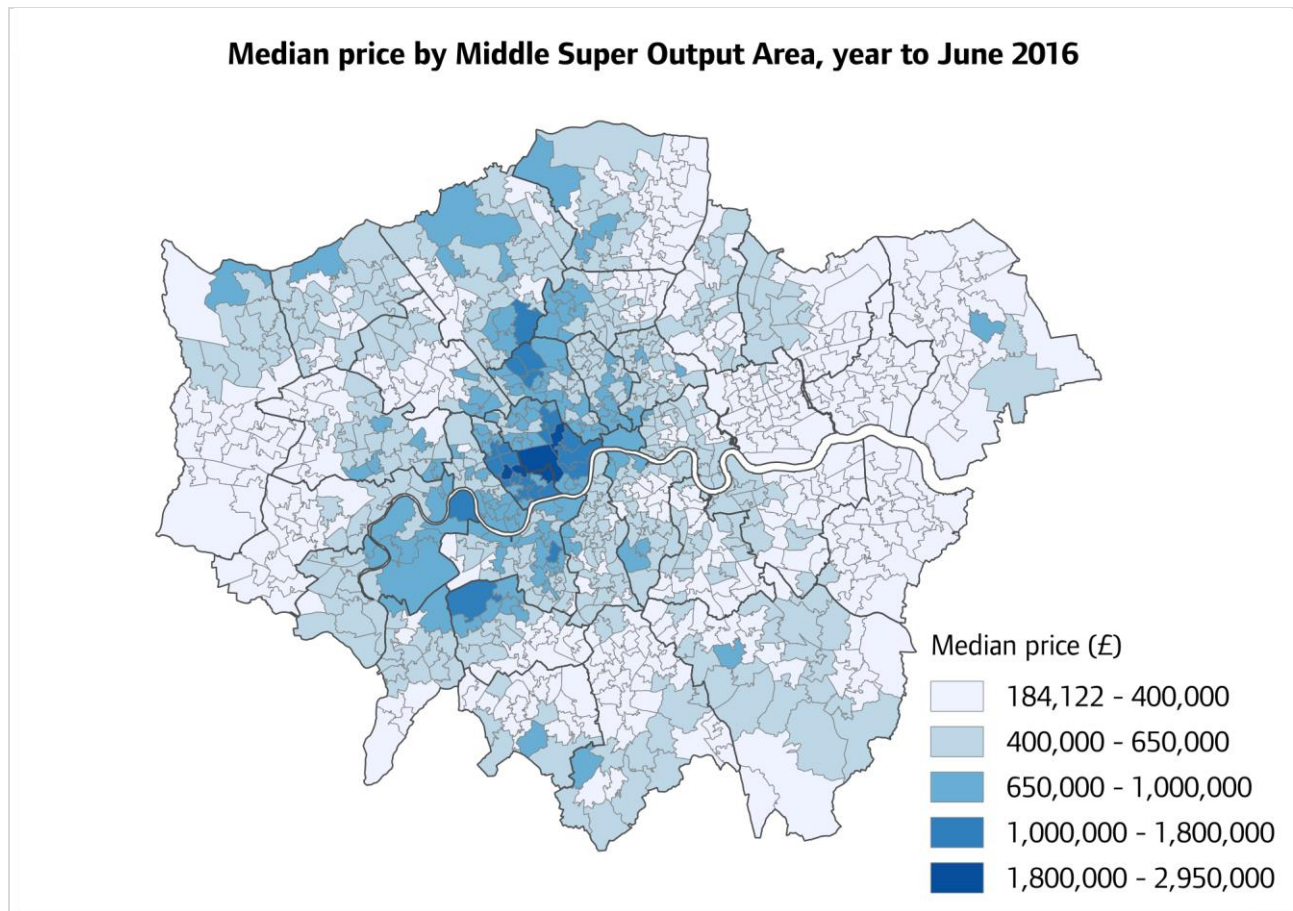 Median price by Middle Super Output Area, year to June 2016
Median price (£)
184,122 - 400,000
400,000 - 650,000
650,000 - 1,000,000
1,000,000 - 1,800,000
1,800,000 - 2,950,000